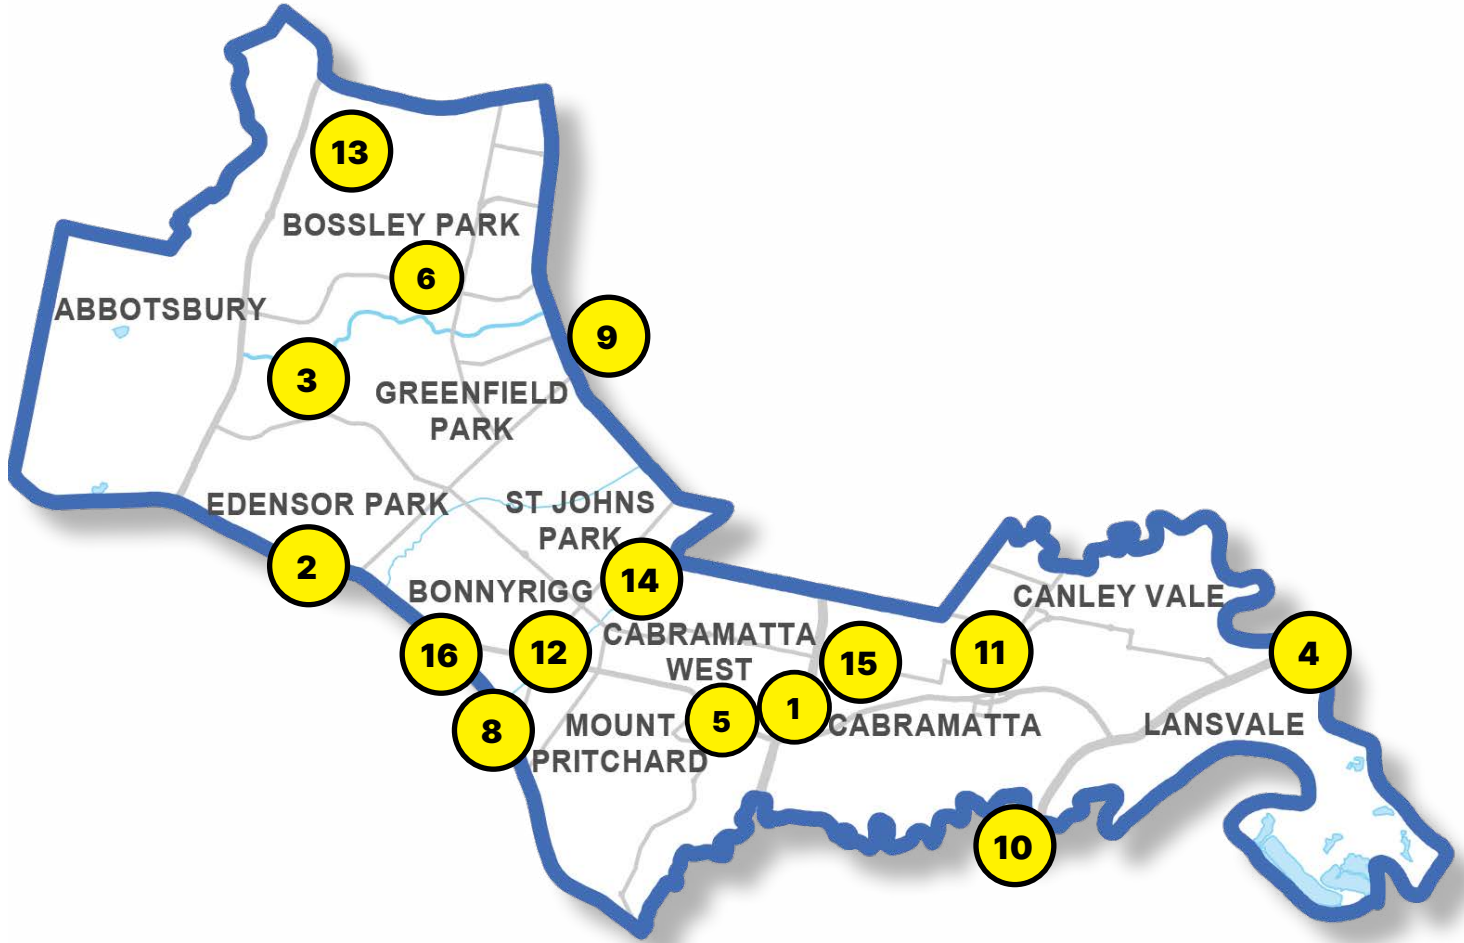 13
BOSSLEY PARK
6
ABBOTSBURY
9
3
GREENFIELD
PARK
EDENSOR PARK
ST JOHNS
PARK
2
14
BONNYRIGG
CANLEY VALE
CABRAMATTA
WEST
16
12
15
11
4
5
1
8
MOUNT
PRITCHARD
CABRAMATTA
LANSVALE
10